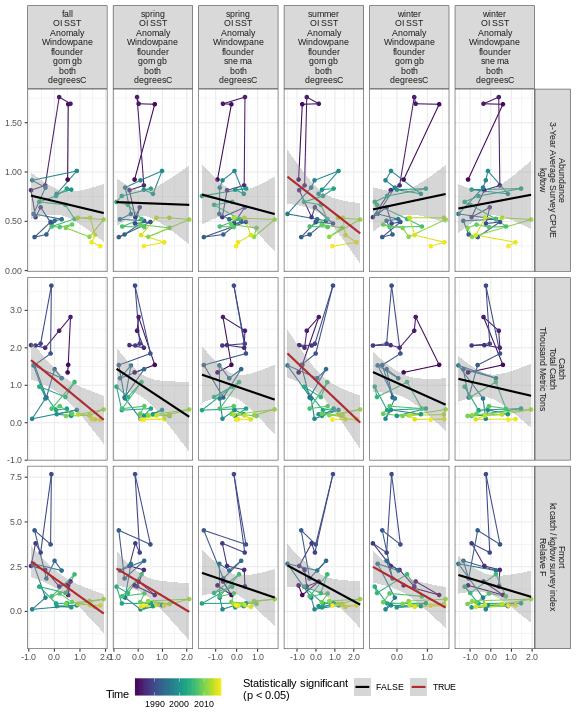 fall
OI SST
Anomaly
Windowpane
flounder
gom gb
both
degreesC
spring
OI SST
Anomaly
Windowpane
flounder
gom gb
both
degreesC
spring
OI SST
Anomaly
Windowpane
flounder
sne ma
both
degreesC
summer
OI SST
Anomaly
Windowpane
flounder
gom gb
both
degreesC
winter
OI SST
Anomaly
Windowpane
flounder
gom gb
both
degreesC
winter
OI SST
Anomaly
Windowpane
flounder
sne ma
both
degreesC
1.50
1.00
0.50
0.00
Abundance
3-Year Average Survey CPUE
kg/tow
3.0
2.0
1.0
0.0
-1.0
Catch
Total Catch
Thousand Metric Tons
7.5
5.0
2.5
0.0
Fmort
Relative F
kt catch / kg/tow survey index
-1.0 0.0 1.0 2.0
-1.0 0.0 1.0 2.0
-1.0 0.0 1.0 2.0
-1.0 0.0 1.0 2.0
0.0 1.0
-1.0 0.0 1.0 2.0
Time
1990 2000 2010
Statistically significant
(p < 0.05)
FALSE
TRUE